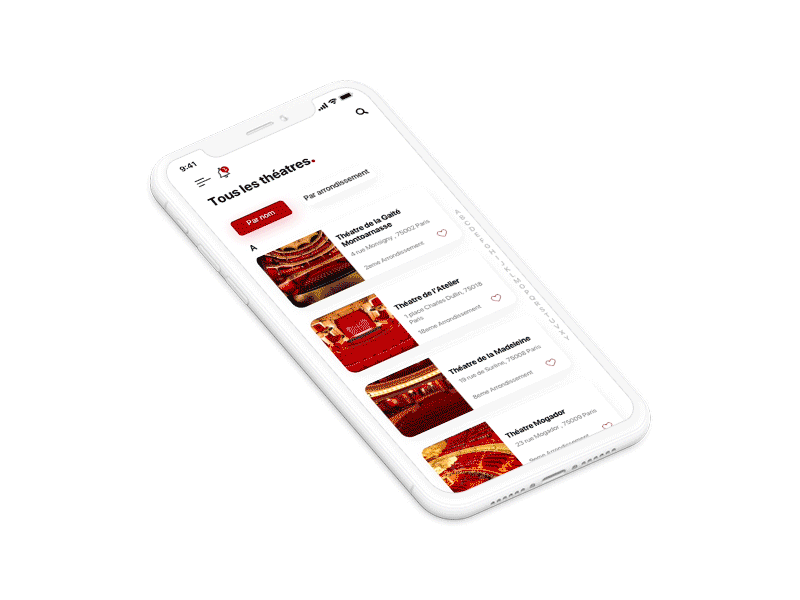 9:41
Tous les théatres.
Par nom
Par arrondissement
A
Théatre de la Gaîté
Montparnasse
4 rue Monsigny , 75002 Paris
2eme Arrondissement
Théatre de l'Atelier
1 place Charles Dullin, 75018
Paris
18eme Arrondissement
Théatre de la Madeleine
19 rue de Surène, 75008 Paris
8eme Arrondissement
Théatre Mogador
23 rue Mogador , 75009 Paris
9eme Arrondissement